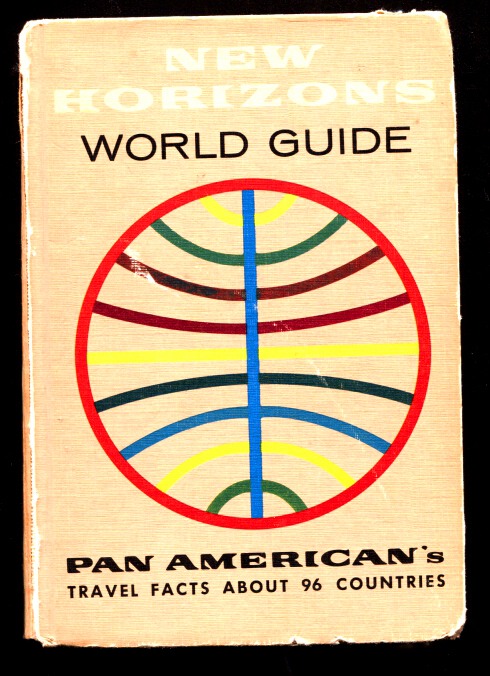 NEW
HORIZONS
WORLD GUIDE
PAN AMERICAN's
TRAVEL FACTS ABOUT 96 COUNTRIES